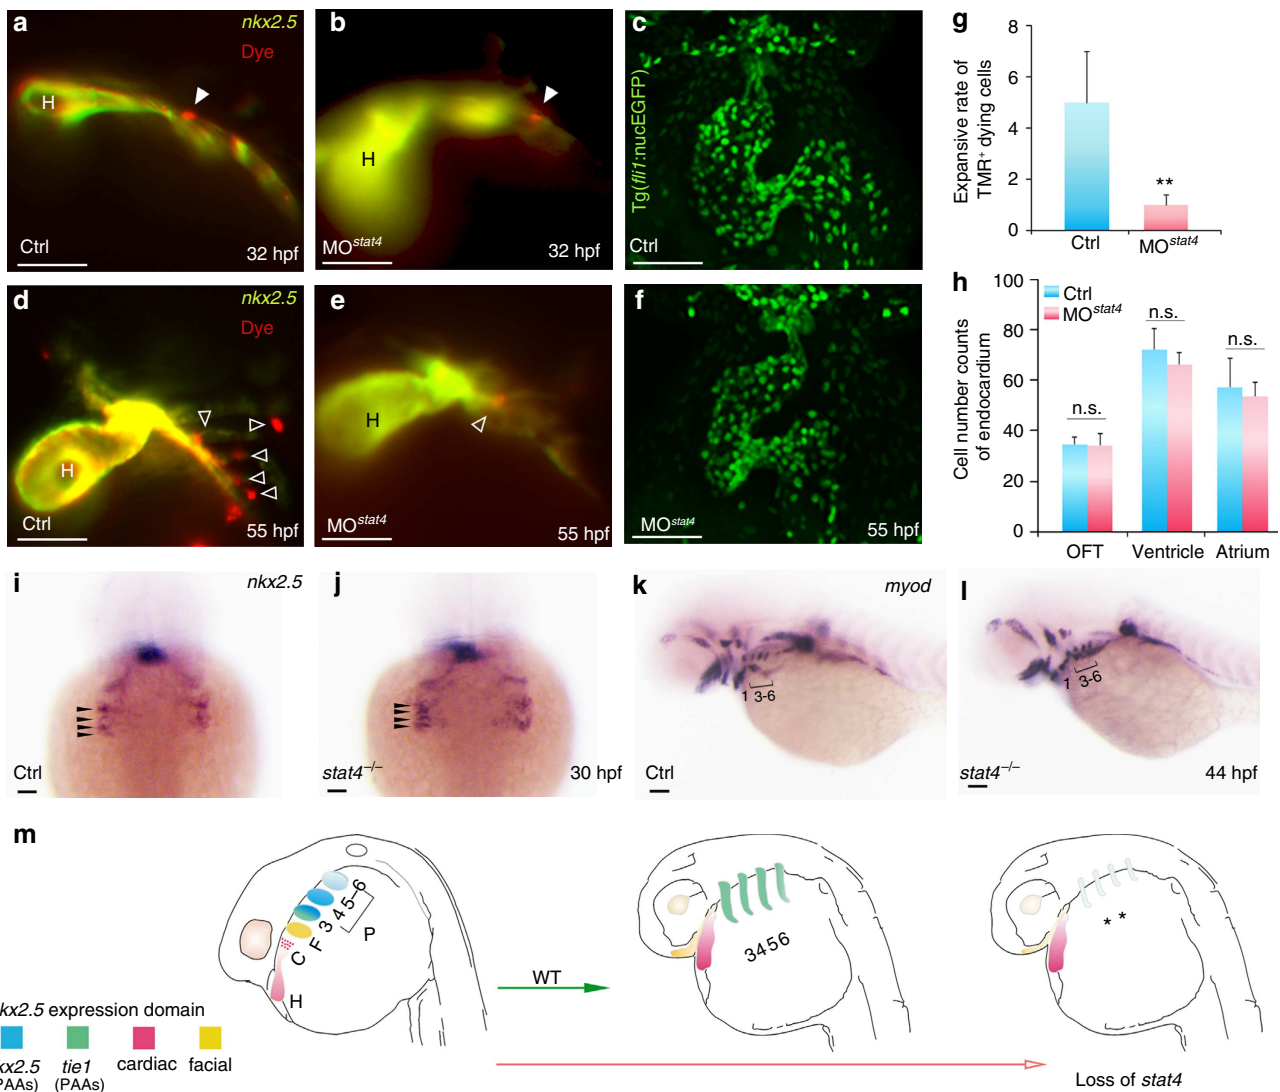 a
nkx2.5
Dye
H
Ctrl
32 hpf
b
H
MOstat4
32 hpf
c
Tg(fli1:nucEGFP)
Ctrl
g
Expansive rate of
TMR+ dying cells
8
6
4
2
0
**
Ctrl
MOstat4
d
nkx2.5
Dye
H
Ctrl
55 hpf
e
H
MOstat4
55 hpf
f
MOstat4
55 hpf
h
Cell number counts
of endocardium
100
80
60
40
20
0
Ctrl
MOstat4
n.s.
n.s.
n.s.
OFT
Ventricle
Atrium
i
nkx2.5
Ctrl
j
stat4–/–
30 hpf
k
myod
1
3-6
Ctrl
l
1
3-6
stat4–/–
44 hpf
m
3 4 5–6
P
F
C
H
WT
3456
* *
Loss of stat4
kx2.5 expression domain
kx2.5
PAAs)
tie1
(PAAs)
cardiac
facial